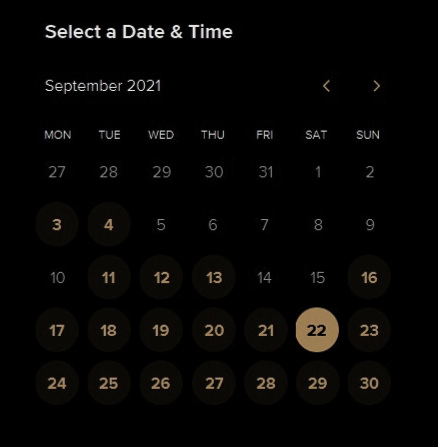 Select a Date & Time
September 2021
MON TUE WED THU FRI SAT SUN
27 28 29 30 31 1 2
3 4 5 6 7 8 9
10 11 12 13 14 15 16
17 18 19 20 21 22 23
24 25 26 27 28 29 30